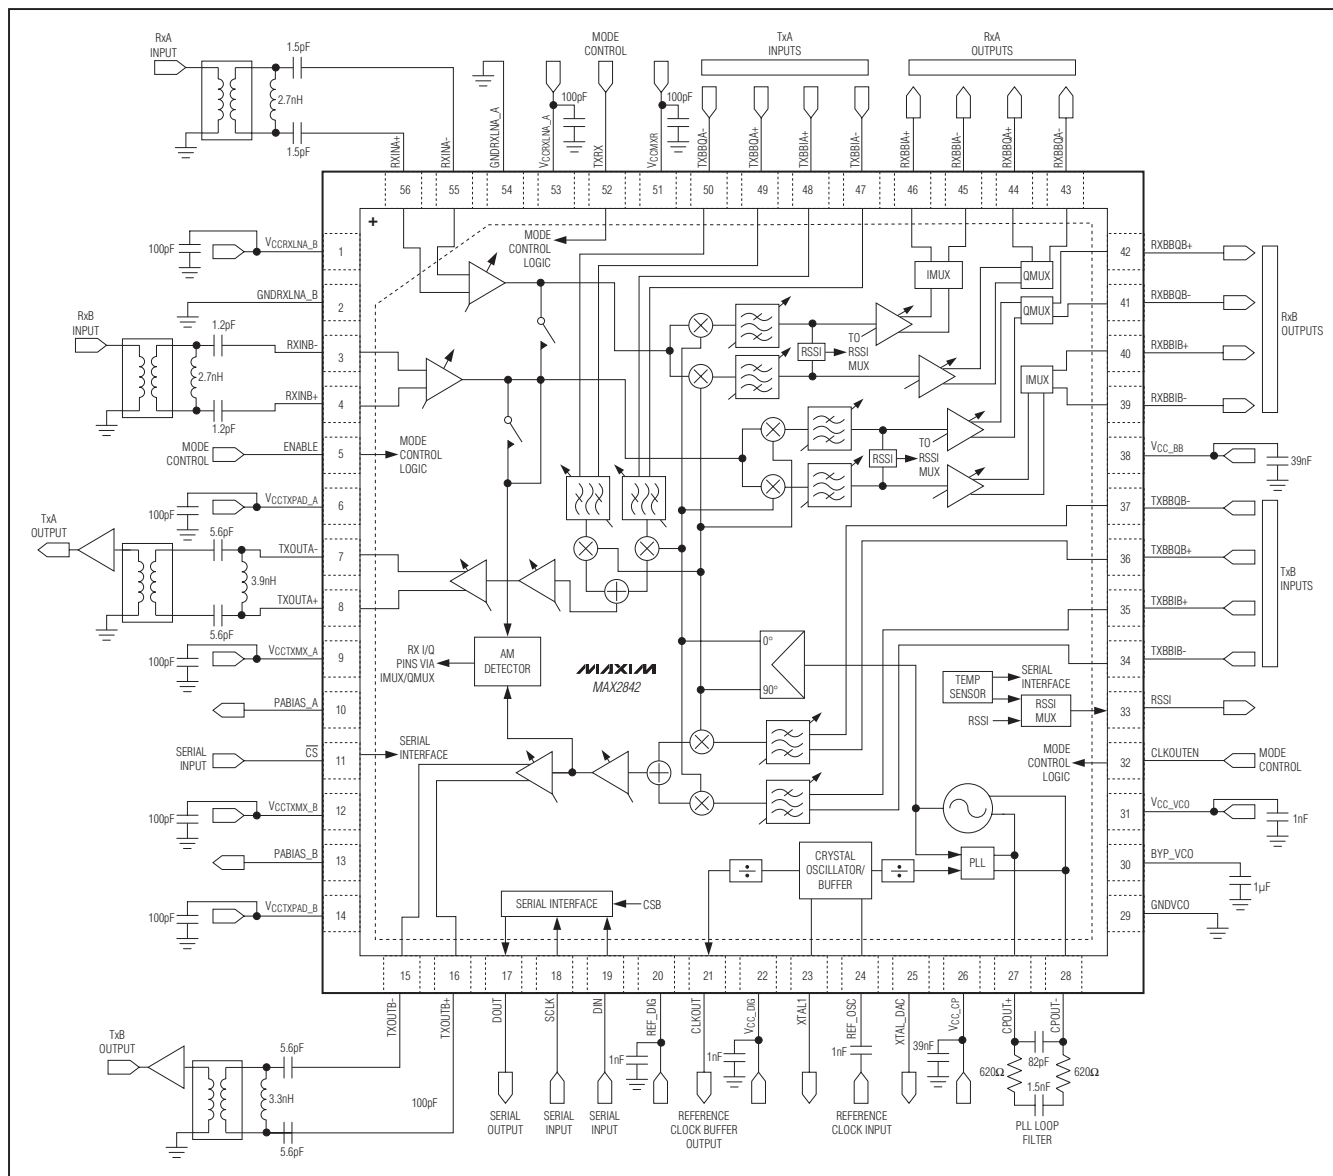 RxA
INPUT
1.5pF
2.7nH
1.5pF
MODE
CONTROL
100pF
100pF
TxA
INPUTS
RxA
OUTPUTS
RXINA+
RXINA-
GNDRXLNA_A
VCCRXLNA_A
TXRX
VCCMXR
TXBBQA-
TXBBQA+
TXBBIA+
TXBBIA-
RXBBIA+
RXBBIA-
RXBBQA+
RXBBQA-
56
55
54
53
52
51
50
49
48
47
46
45
44
43
+
100pF
VCCRXLNA_B
1
GNDRXLNA_B
2
RxB
INPUT
1.2pF
2.7nH
1.2pF
RXINB-
3
RXINB+
4
MODE
CONTROL
ENABLE
5
MODE
CONTROL
LOGIC
100pF
VCCTXPAD_A
6
TxA
OUTPUT
5.6pF
3.9nH
5.6pF
TXOUTA-
7
TXOUTA+
8
100pF
VCCTXMX_A
9
PABIAS_A
10
SERIAL
INPUT
CS
11
SERIAL
INTERFACE
100pF
VCCTXMX_B
12
PABIAS_B
13
100pF
VCCTXPAD_B
14
MODE
CONTROL
LOGIC
IMUX
QMUX
QMUX
IMUX
RSSI
TO
RSSI
MUX
RSSI
TO
RSSI
MUX
RX I/Q
PINS VIA
IMUX/QMUX
AM
DETECTOR
MAXIM
MAX2842
0°
90°
TEMP
SENSOR
SERIAL
INTERFACE
RSSI
RSSI
MUX
MODE
CONTROL
LOGIC
÷
CRYSTAL
OSCILLATOR/
BUFFER
÷
PLL
SERIAL INTERFACE
CSB
42
RXBBQB+
41
RXBBQB-
40
RXBBIB+
39
RXBBIB-
RxB
OUTPUTS
38
VCC_BB
39nF
37
TXBBQB-
36
TXBBQB+
35
TXBBIB+
34
TXBBIB-
TxB
INPUTS
33
RSSI
32
CLKOUTEN
MODE
CONTROL
31
VCC_VCO
1nF
30
BYP_VCO
1µF
29
GNDVCO
15
16
17
18
19
20
21
22
23
24
25
26
27
28
TXOUTB-
TXOUTB+
DOUT
SCLK
DIN
REF_DIG
CLKOUT
VCC_DIG
XTAL1
REF_OSC
XTAL_DAC
VCC_CP
CPOUT+
CPOUT-
TxB
OUTPUT
5.6pF
3.3nH
5.6pF
100pF
1nF
1nF
1nF
39nF
620Ω
82pF
1.5nF
620Ω
SERIAL
OUTPUT
SERIAL
INPUT
SERIAL
INPUT
REFERENCE
CLOCK BUFFER
OUTPUT
REFERENCE
CLOCK INPUT
PLL LOOP
FILTER